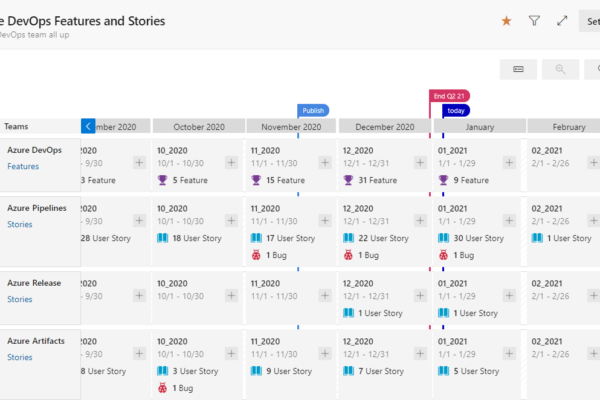 e DevOps Features and Stories
DevOps team all up
Set
End Q2 21
Publish
today
Teams
mber 2020
October 2020
November 2020
December 2020
January
February
Azure DevOps
Features
2020
- 9/30
3 Feature
10_2020
10/1 - 10/30
5 Feature
11_2020
11/1 - 11/30
15 Feature
12_2020
12/1 - 12/31
31 Feature
01_2021
1/1 - 1/29
9 Feature
02_2021
2/1 - 2/26
Azure Pipelines
Stories
2020
- 9/30
28 User Story
10_2020
10/1 - 10/30
18 User Story
11_2020
11/1 - 11/30
17 User Story
1 Bug
12_2020
12/1 - 12/31
22 User Story
1 Bug
01_2021
1/1 - 1/29
30 User Story
1 Bug
02_2021
2/1 - 2/26
1 User Story
Azure Release
Stories
2020
- 9/30
10_2020
10/1 - 10/30
11_2020
11/1 - 11/30
12_2020
12/1 - 12/31
1 User Story
01_2021
1/1 - 1/29
1 User Story
02_2021
2/1 - 2/26
Azure Artifacts
Stories
2020
- 9/30
8 User Story
10_2020
10/1 - 10/30
3 User Story
1 Bug
11_2020
11/1 - 11/30
9 User Story
12_2020
12/1 - 12/31
7 User Story
01_2021
1/1 - 1/29
5 User Story
02_2021
2/1 - 2/26